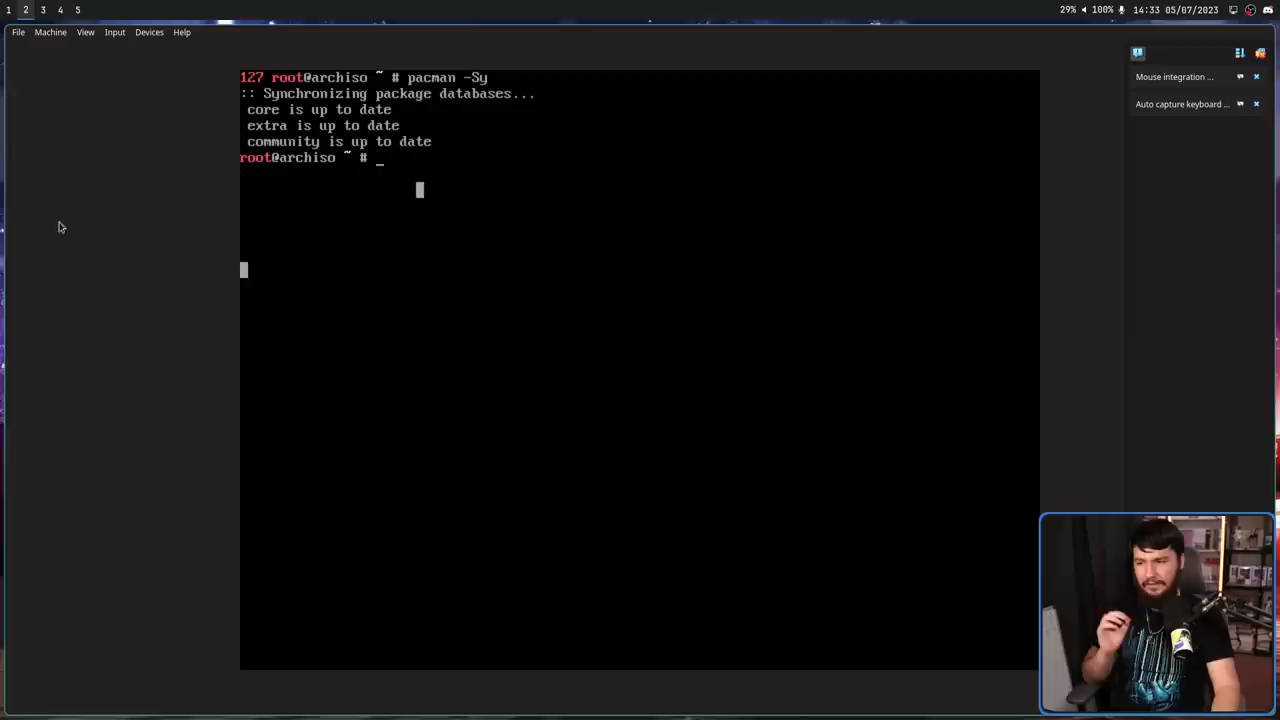 1 2 3 4 5
29% 100% 14:33 05/07/2023
File Machine View Input Devices Help
127 root@archiso ~ # pacman -Sy
:: Synchronizing package databases...
core is up to date
extra is up to date
community is up to date
root@archiso ~ # _
Mouse integration ...
Auto capture keyboard ...